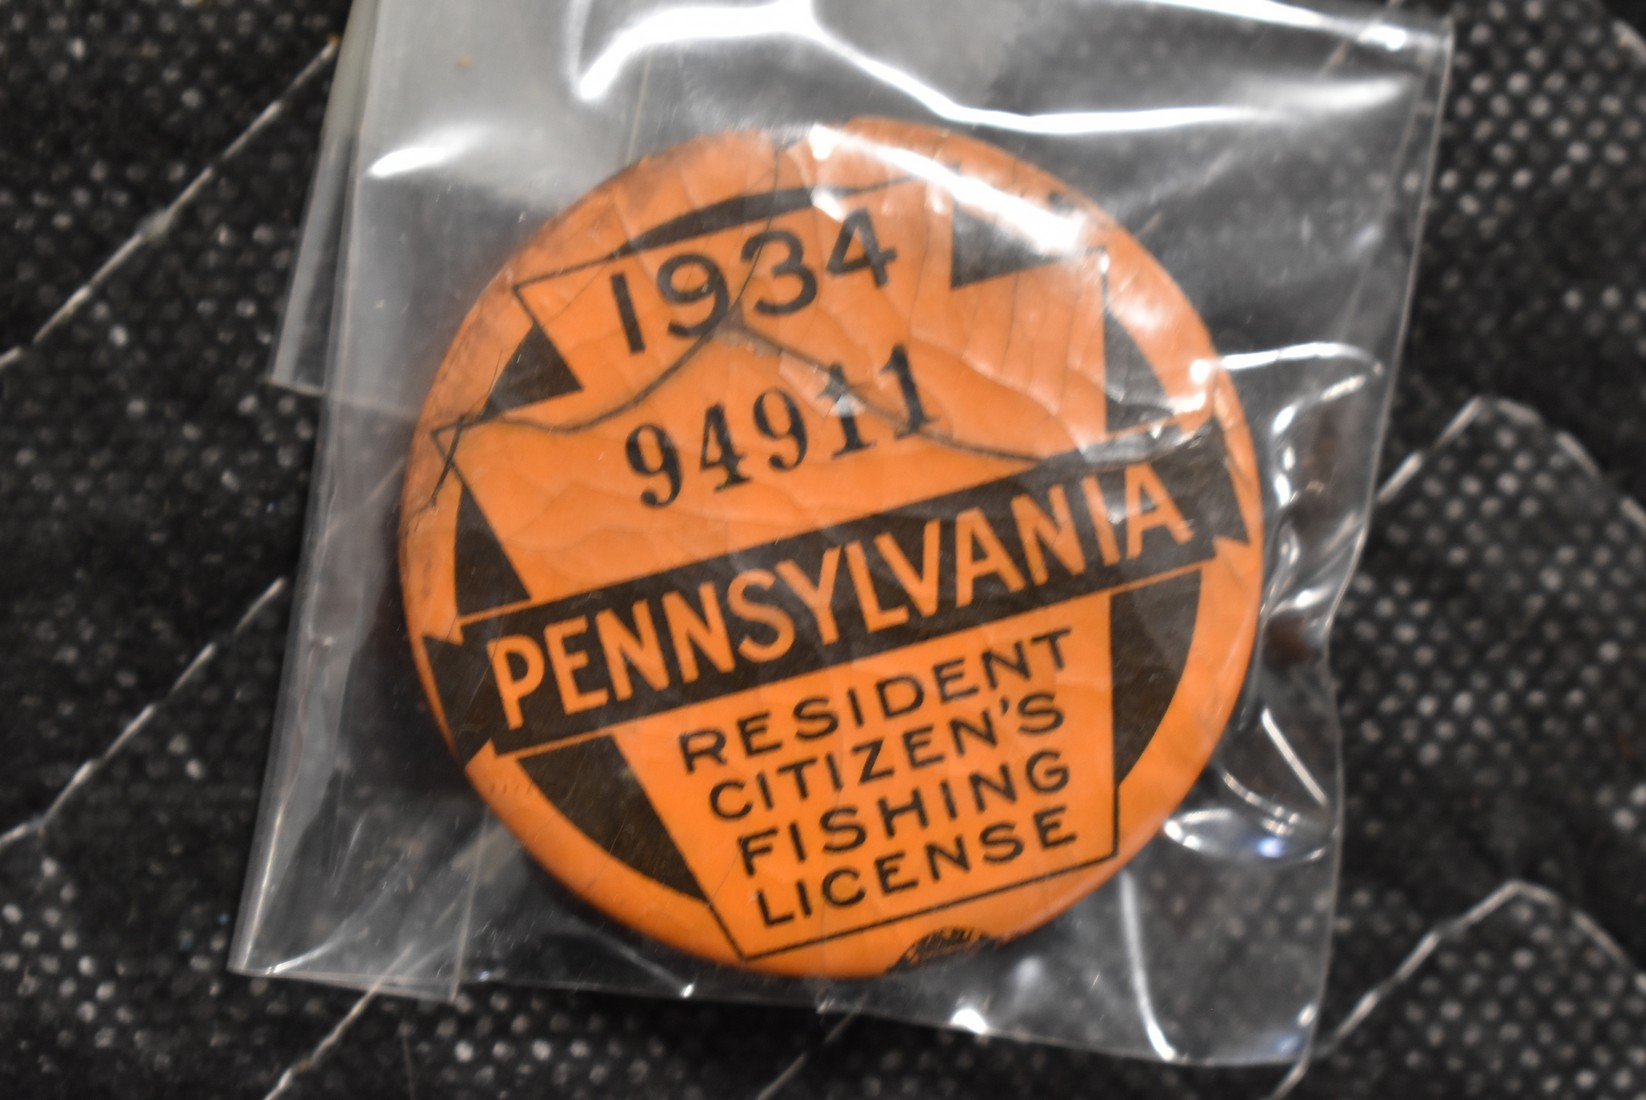 1934
94911
PENNSYLVANIA
RESIDENT
CITIZEN'S
FISHING
LICENSE